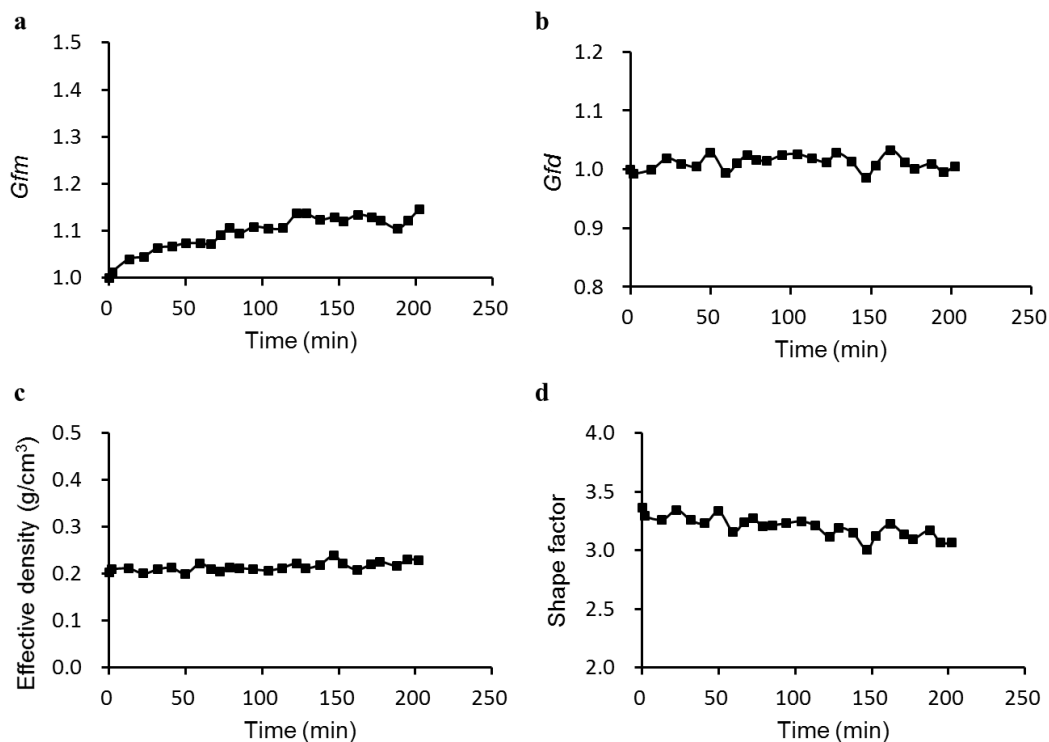 a
1.5
1.4
1.3
1.2
1.1
1.0
Gfm
0 50 100 150 200 250
Time (min)
b
1.2
1.1
1.0
0.9
0.8
Gfd
0 50 100 150 200 250
Time (min)
c
0.5
0.4
0.3
0.2
0.1
0.0
Effective density (g/cm³)
0 50 100 150 200 250
Time (min)
d
4.0
3.5
3.0
2.5
2.0
Shape factor
0 50 100 150 200 250
Time (min)